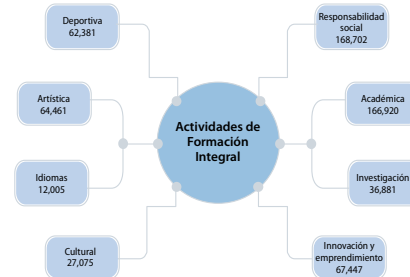 Deportiva
62,381
Responsabilidad
social
168,702
Artística
64,461
Académica
166,920
Actividades de
Formación
Integral
Idiomas
12,005
Investigación
36,881
Cultural
27,075
Innovación y
emprendimiento
67,447